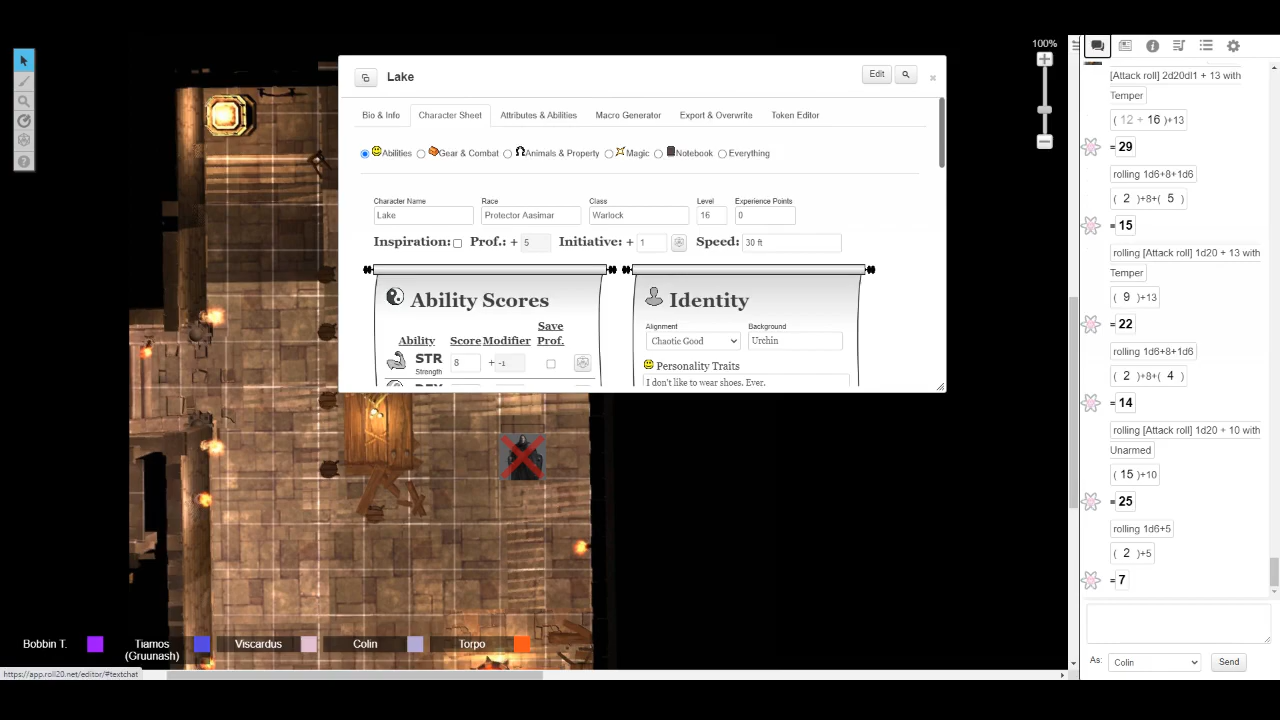 100%
Lake
Edit
Bio & Info
Character Sheet
Attributes & Abilities
Macro Generator
Export & Overwrite
Token Editor
Abilities
Gear & Combat
Animals & Property
Magic
Notebook
Everything
Character Name
Race
Class
Level
Experience Points
Lake
Protector Aasimar
Warlock
16
0
Inspiration:
Prof.: + 5
Initiative: + 1
Speed: 30 ft
Ability Scores
Ability
Score
Modifier
Save
Prof.
STR
Strength
8
+ -1
Identity
Alignment
Background
Chaotic Good
Urchin
Personality Traits
I don't like to wear shoes. Ever.
[Attack roll] 2d20dl1 + 13 with
Temper
( 12 + 16 )+13
= 29
rolling 1d6+8+1d6
( 2 )+8+( 5 )
= 15
rolling [Attack roll] 1d20 + 13 with
Temper
( 9 )+13
= 22
rolling 1d6+8+1d6
( 2 )+8+( 4 )
= 14
rolling [Attack roll] 1d20 + 10 with
Unarmed
( 15 )+10
= 25
rolling 1d6+5
( 2 )+5
= 7
As:
Colin
Send
Bobbin T.
Tiamos
(Gruunash)
Viscardus
Colin
Torpo
https://app.roll20.net/editor/#textchat